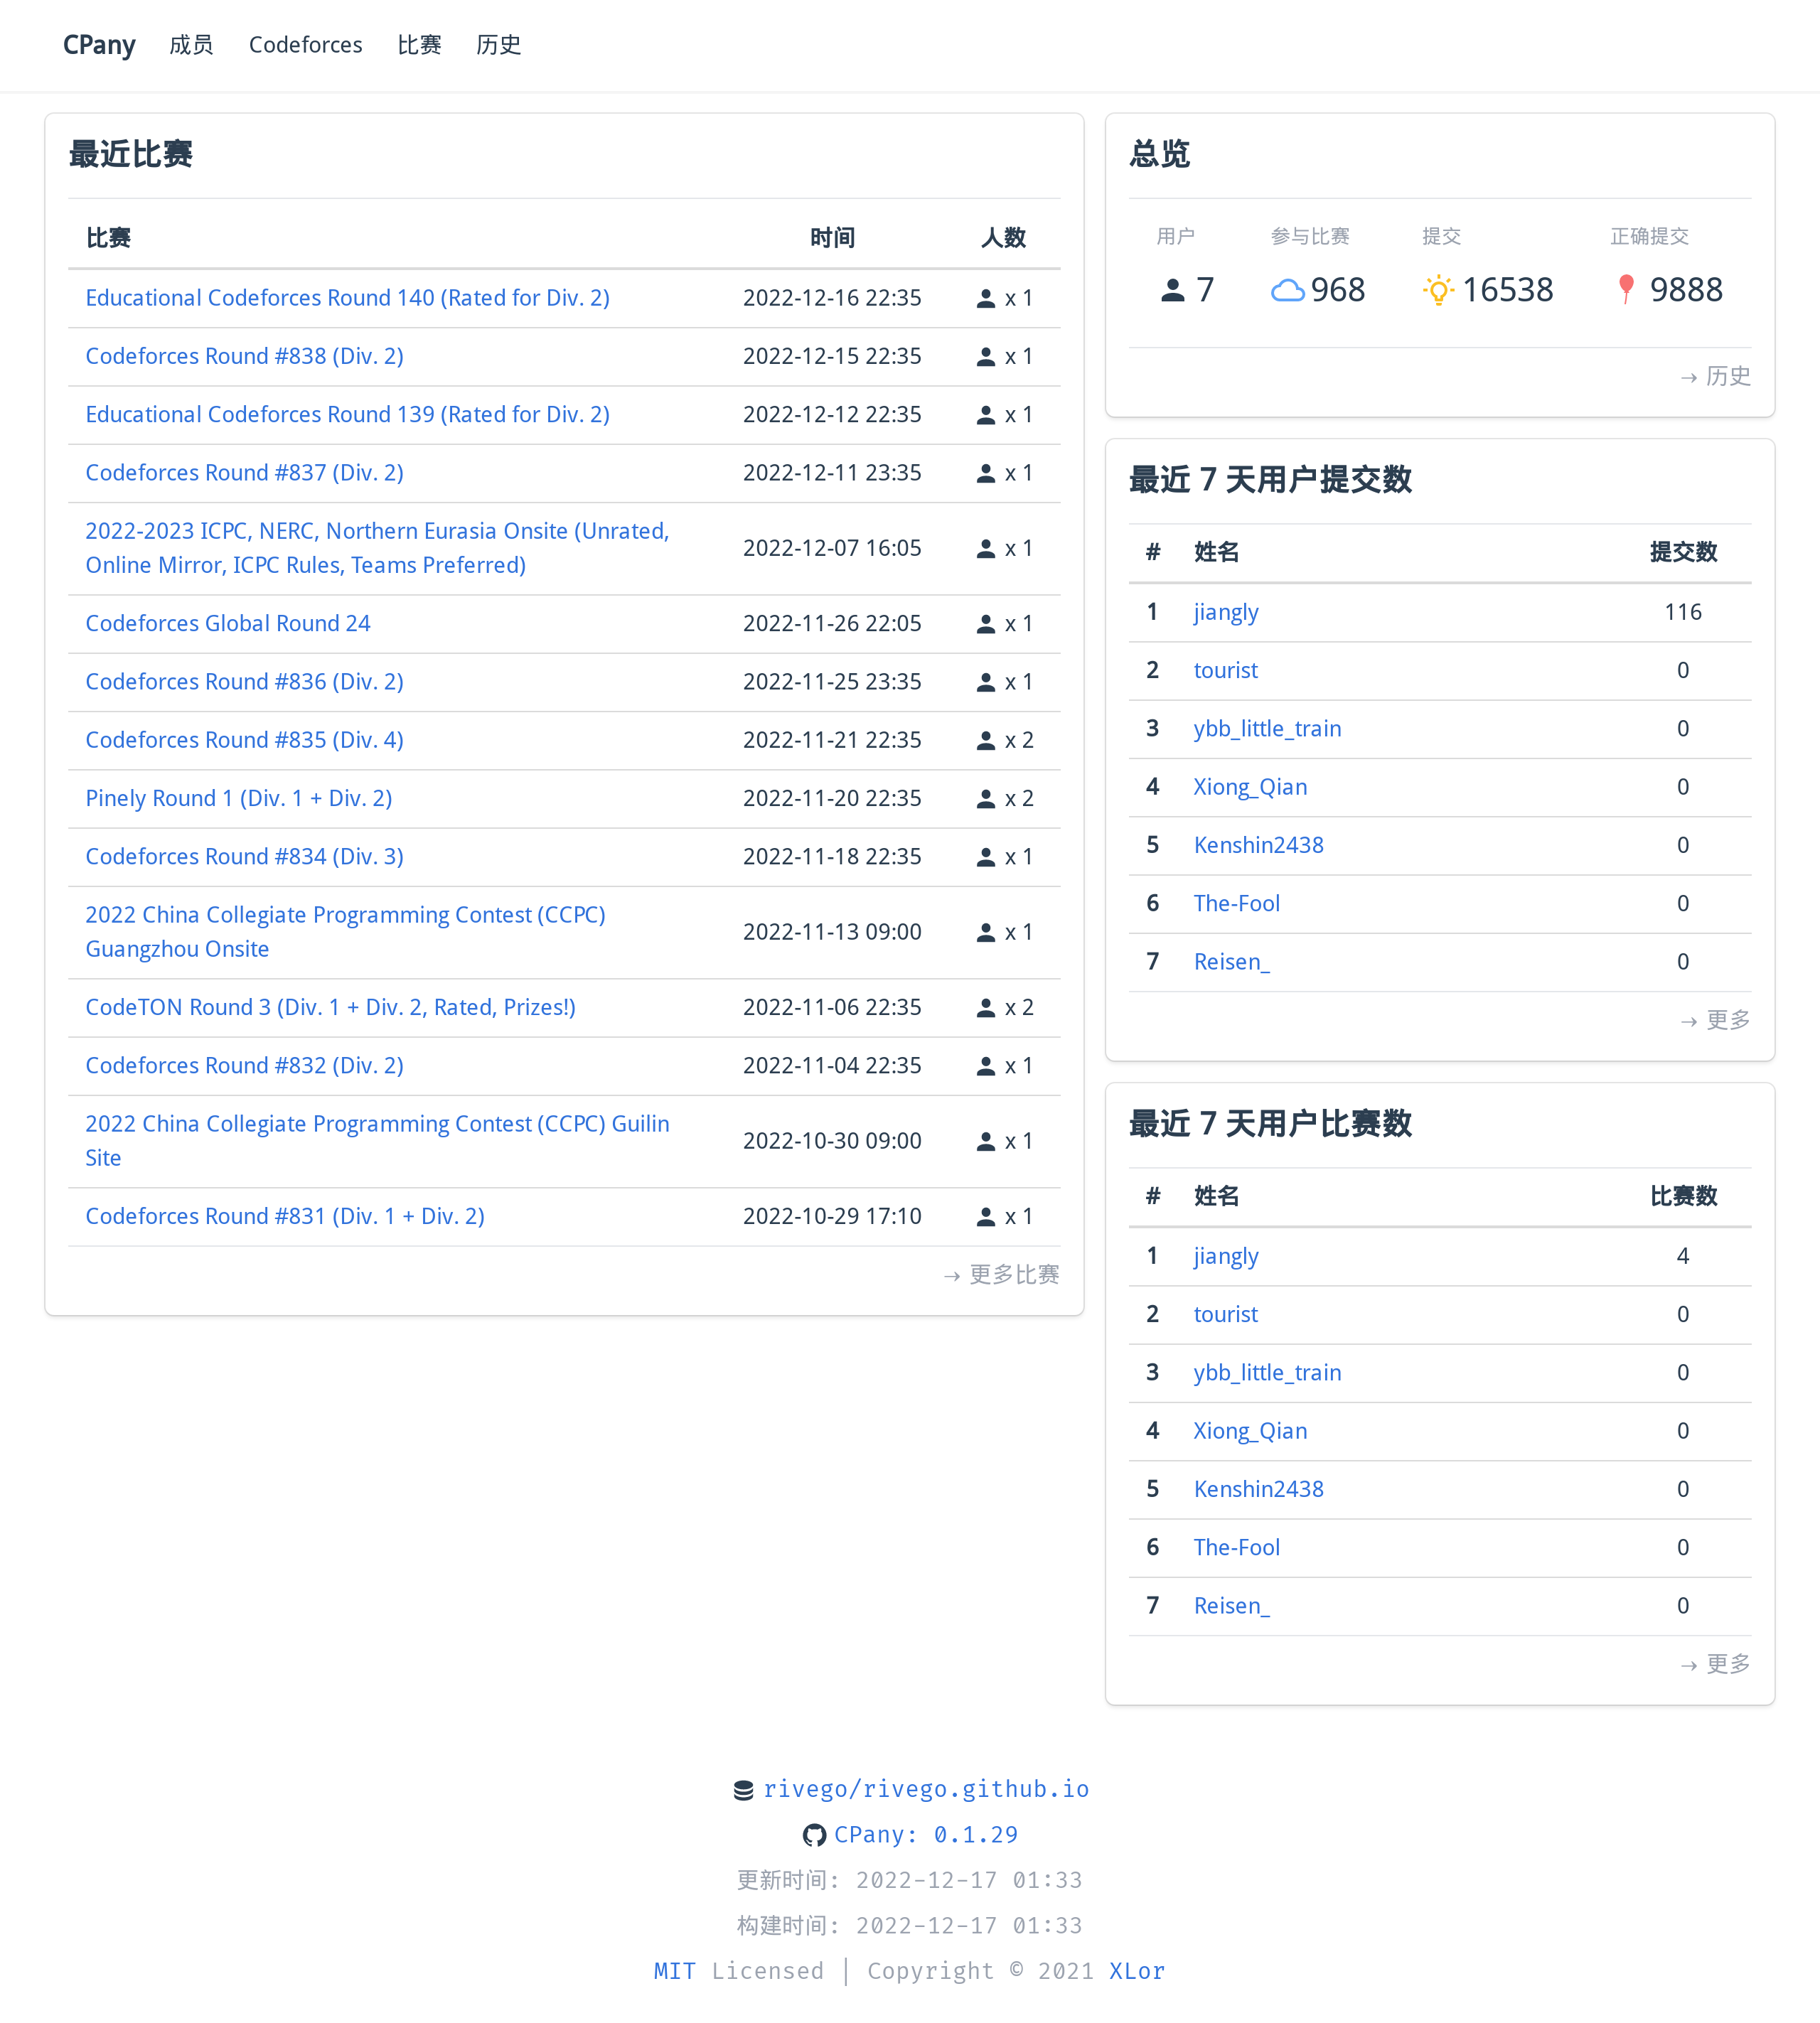 CPany 成员 Codeforces 比赛 历史
最近比赛
比赛 时间 人数
Educational Codeforces Round 140 (Rated for Div. 2) 2022-12-16 22:35 x 1
Codeforces Round #838 (Div. 2) 2022-12-15 22:35 x 1
Educational Codeforces Round 139 (Rated for Div. 2) 2022-12-12 22:35 x 1
Codeforces Round #837 (Div. 2) 2022-12-11 23:35 x 1
2022-2023 ICPC, NERC, Northern Eurasia Onsite (Unrated,
Online Mirror, ICPC Rules, Teams Preferred) 2022-12-07 16:05 x 1
Codeforces Global Round 24 2022-11-26 22:05 x 1
Codeforces Round #836 (Div. 2) 2022-11-25 23:35 x 1
Codeforces Round #835 (Div. 4) 2022-11-21 22:35 x 2
Pinely Round 1 (Div. 1 + Div. 2) 2022-11-20 22:35 x 2
Codeforces Round #834 (Div. 3) 2022-11-18 22:35 x 1
2022 China Collegiate Programming Contest (CCPC)
Guangzhou Onsite 2022-11-13 09:00 x 1
CodeTON Round 3 (Div. 1 + Div. 2, Rated, Prizes!) 2022-11-06 22:35 x 2
Codeforces Round #832 (Div. 2) 2022-11-04 22:35 x 1
2022 China Collegiate Programming Contest (CCPC) Guilin
Site 2022-10-30 09:00 x 1
Codeforces Round #831 (Div. 1 + Div. 2) 2022-10-29 17:10 x 1
→ 更多比赛
总览
用户 参与比赛 提交 正确提交
7 968 16538 9888
→ 历史
最近 7 天用户提交数
# 姓名 提交数
1 jiangly 116
2 tourist 0
3 ybb_little_train 0
4 Xiong_Qian 0
5 Kenshin2438 0
6 The-Fool 0
7 Reisen_ 0
→ 更多
最近 7 天用户比赛数
# 姓名 比赛数
1 jiangly 4
2 tourist 0
3 ybb_little_train 0
4 Xiong_Qian 0
5 Kenshin2438 0
6 The-Fool 0
7 Reisen_ 0
→ 更多
rivego/rivego.github.io
CPany: 0.1.29
更新时间: 2022-12-17 01:33
构建时间: 2022-12-17 01:33
MIT Licensed | Copyright © 2021 XLor